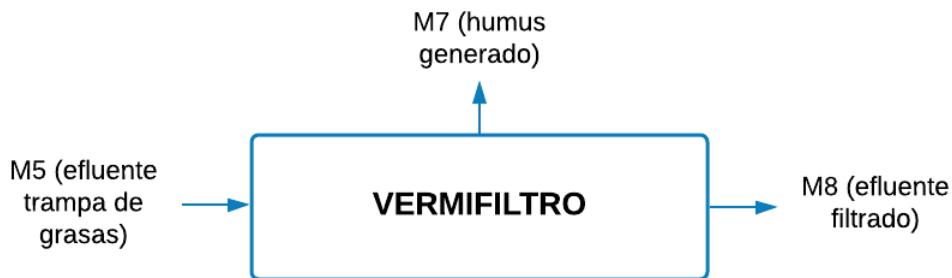 M7 (humus
generado)
M5 (efluente
trampa de
grasas)
VERMIFILTRO
M8 (efluente
filtrado)